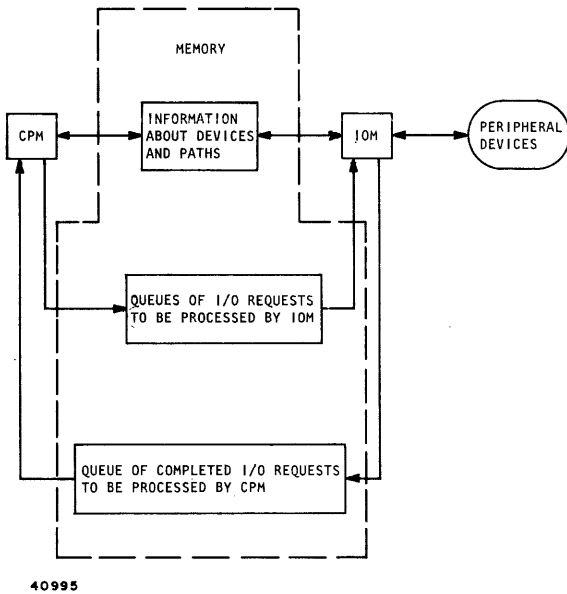 MEMORY
CPM
INFORMATION
ABOUT DEVICES
AND PATHS
IOM
PERIPHERAL
DEVICES
QUEUES OF I/O REQUESTS
TO BE PROCESSED BY IOM
QUEUE OF COMPLETED I/O REQUESTS
TO BE PROCESSED BY CPM
40995